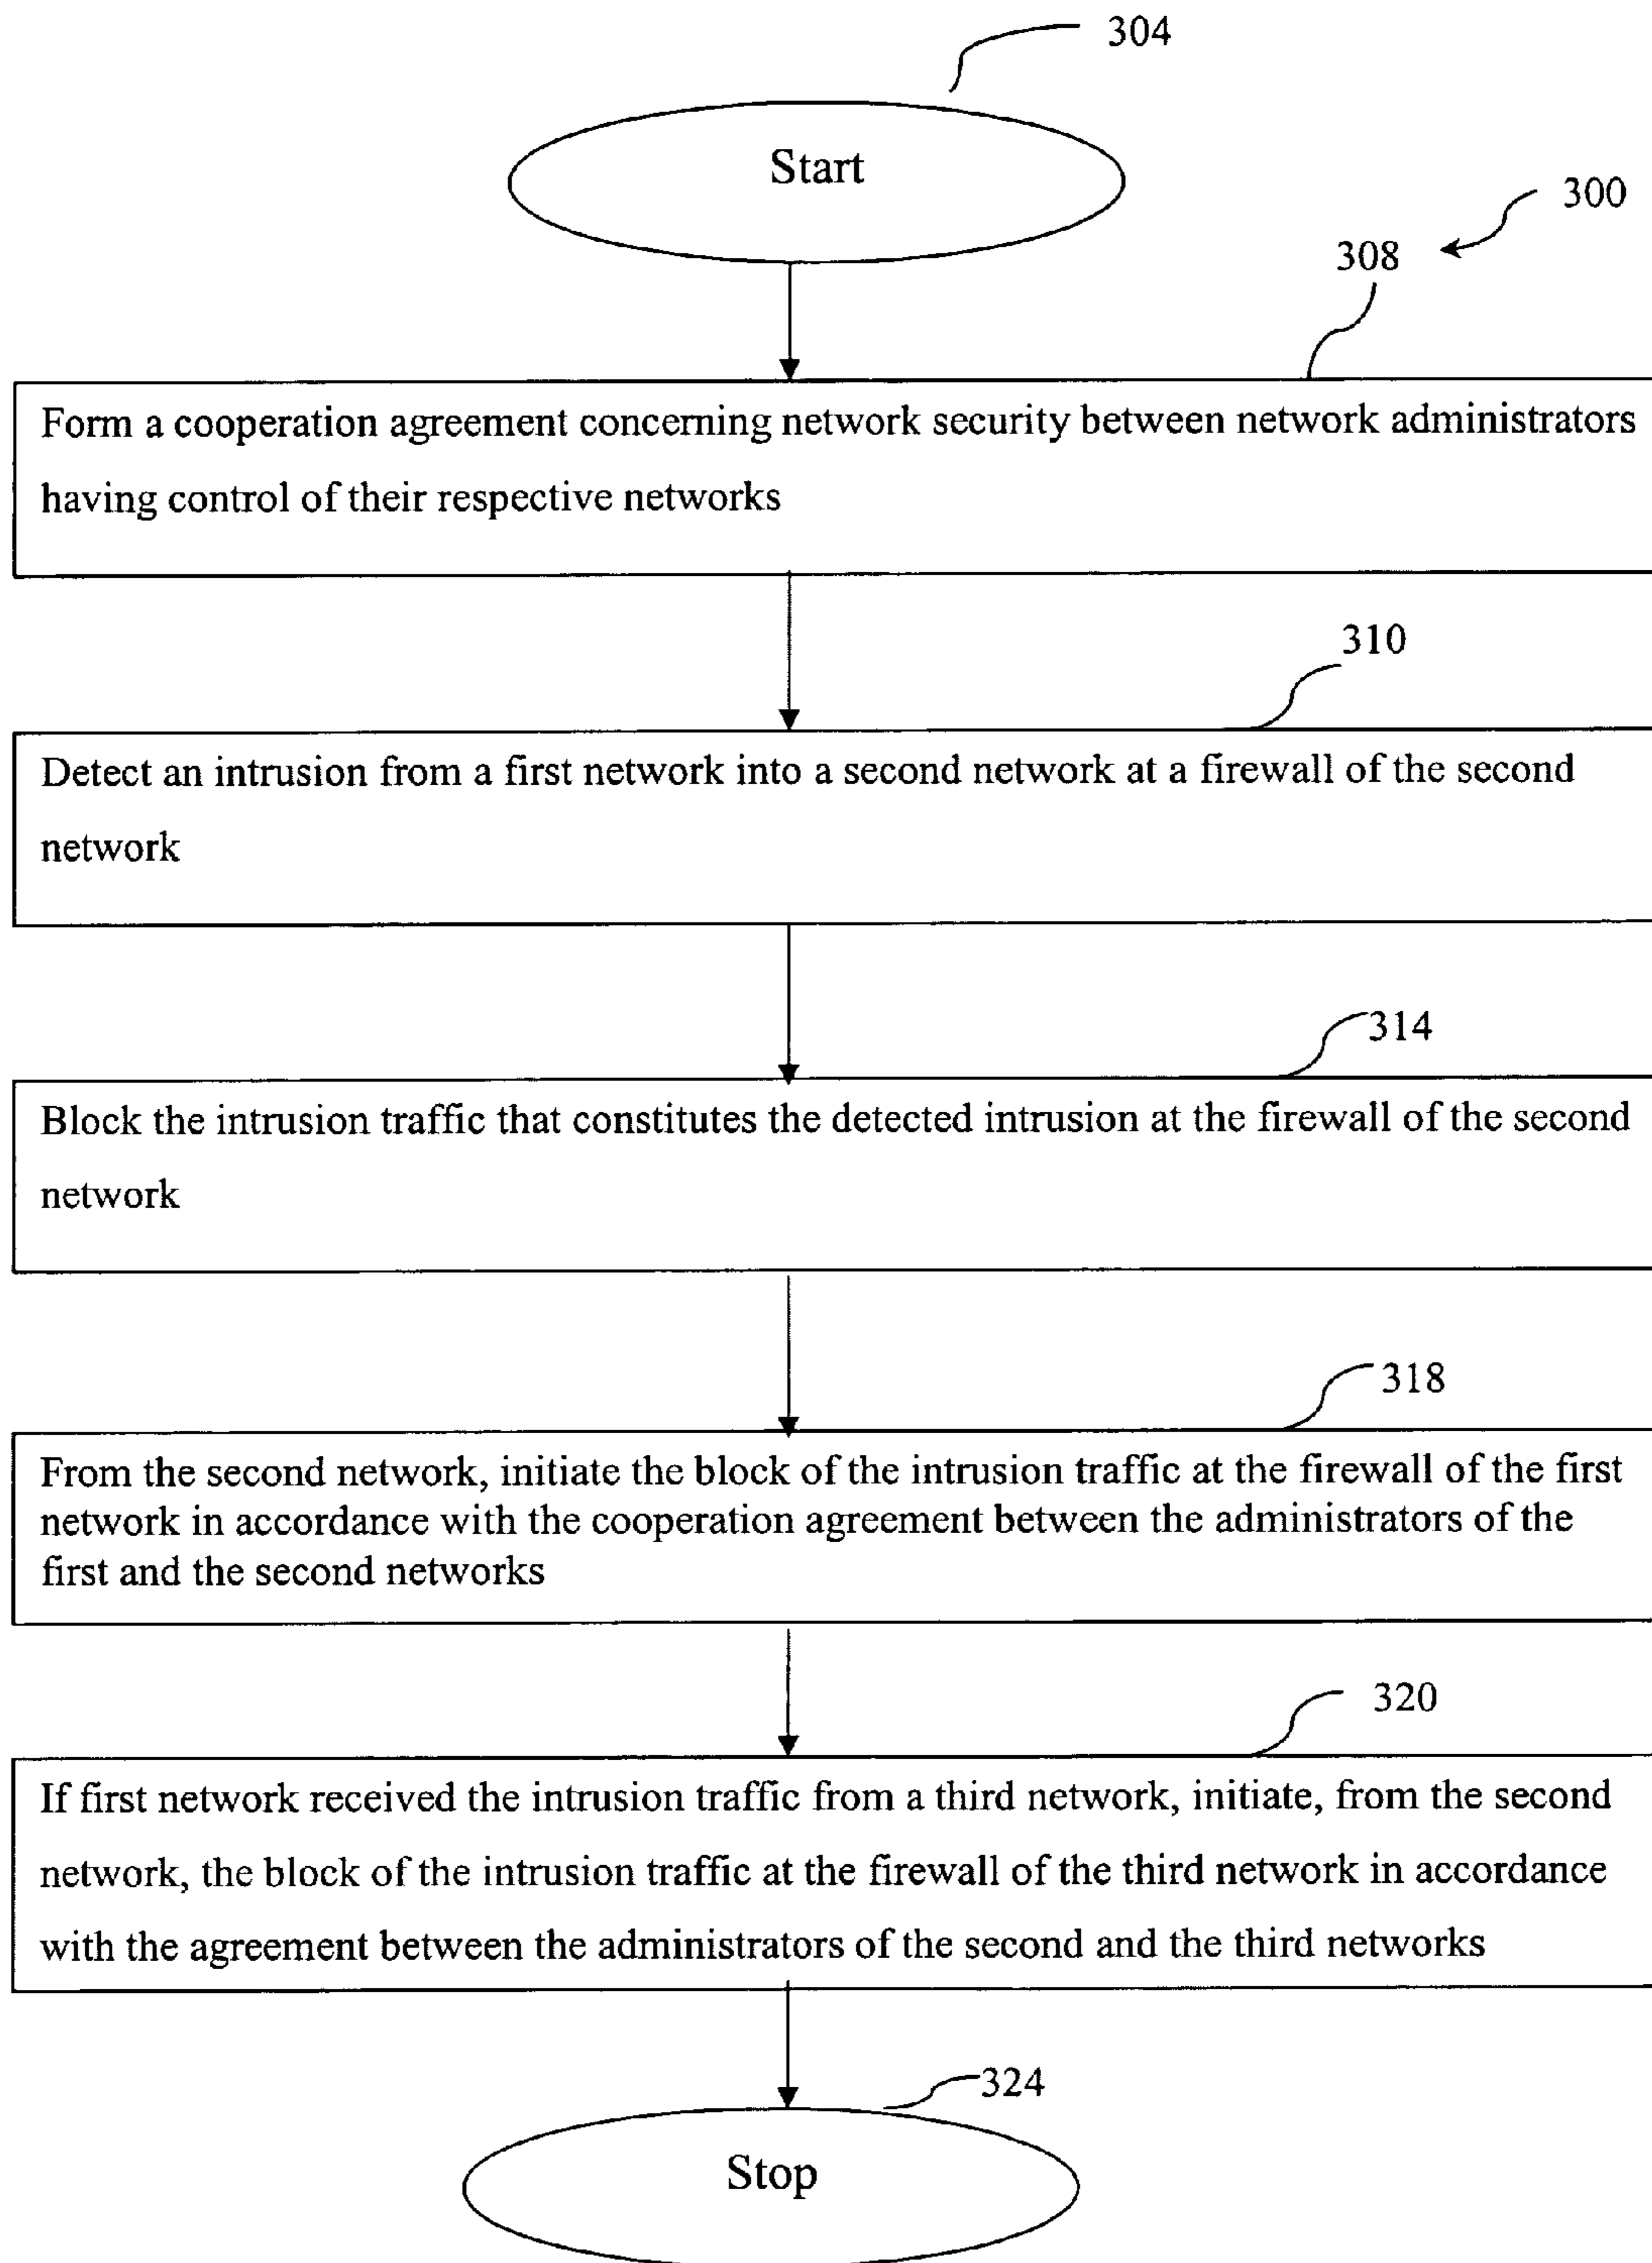 304
Start
300
308
Form a cooperation agreement concerning network security between network administrators
having control of their respective networks
310
Detect an intrusion from a first network into a second network at a firewall of the second
network
314
Block the intrusion traffic that constitutes the detected intrusion at the firewall of the second
network
318
From the second network, initiate the block of the intrusion traffic at the firewall of the first
network in accordance with the cooperation agreement between the administrators of the
first and the second networks
320
If first network received the intrusion traffic from a third network, initiate, from the second
network, the block of the intrusion traffic at the firewall of the third network in accordance
with the agreement between the administrators of the second and the third networks
324
Stop